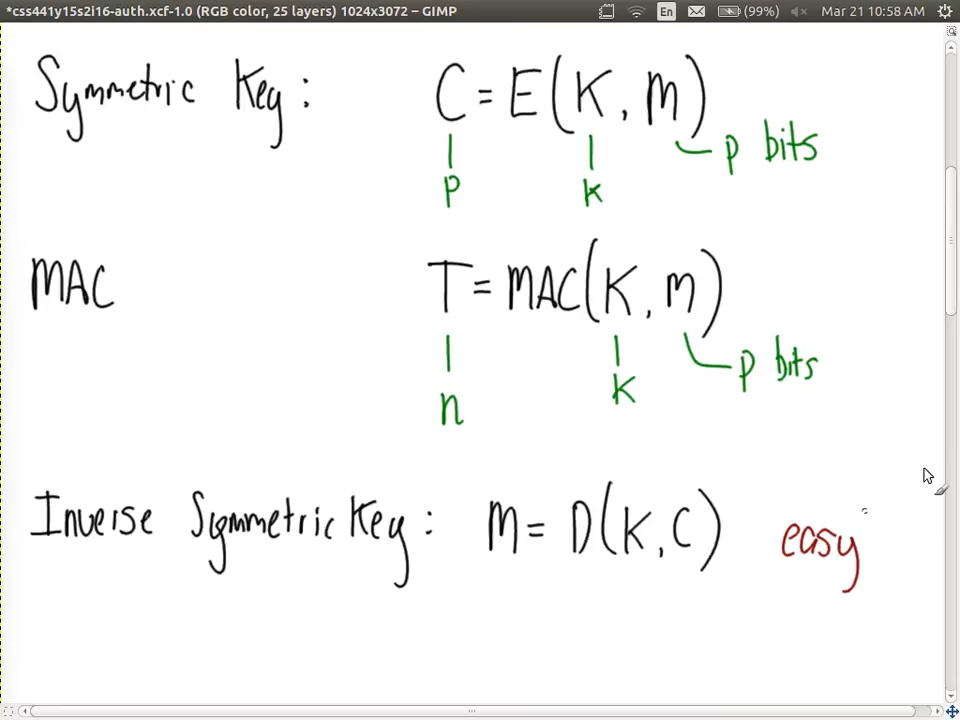 *css441y15s2i16-auth.xcf-1.0 (RGB color, 25 layers) 1024x3072 – GIMP En (99%) Mar 21 10:58 AM
Symmetric Key: C = E(K, M)
p k p bits
MAC T = MAC(K, M)
n k p bits
Inverse Symmetric Key: M = D(K, C) easy